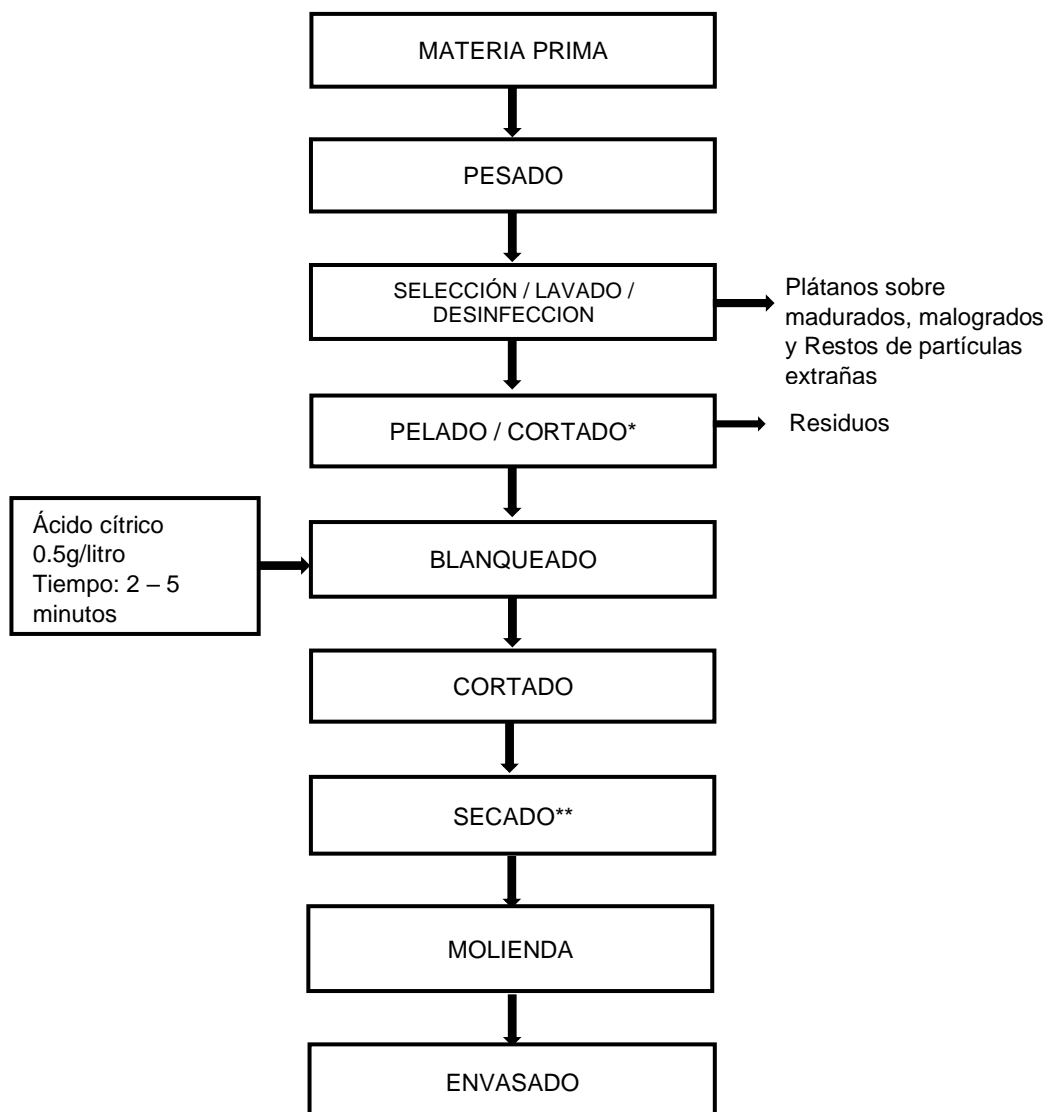 MATERIA PRIMA
PESADO
SELECCIÓN / LAVADO /
DESINFECCION
Plátanos sobre
madurados, malogrados
y Restos de partículas
extrañas
PELADO / CORTADO*
Residuos
Ácido cítrico
0.5g/litro
Tiempo: 2 – 5
minutos
BLANQUEADO
CORTADO
SECADO**
MOLIENDA
ENVASADO